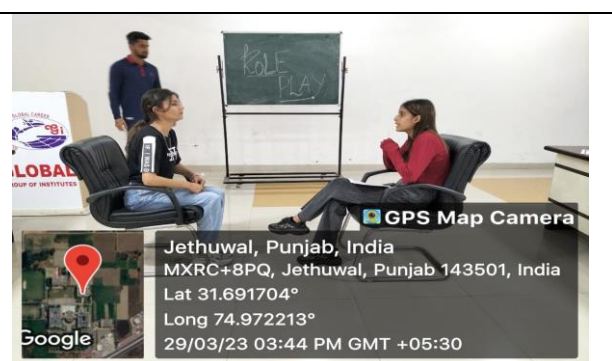 ROLE
PLAY
GLOBAL
GROUP OF INSTITUTES
GPS Map Camera
Jethuwal, Punjab, India
MXRC+8PQ, Jethuwal, Punjab 143501, India
Lat 31.691704°
Long 74.972213°
29/03/23 03:44 PM GMT +05:30
Google